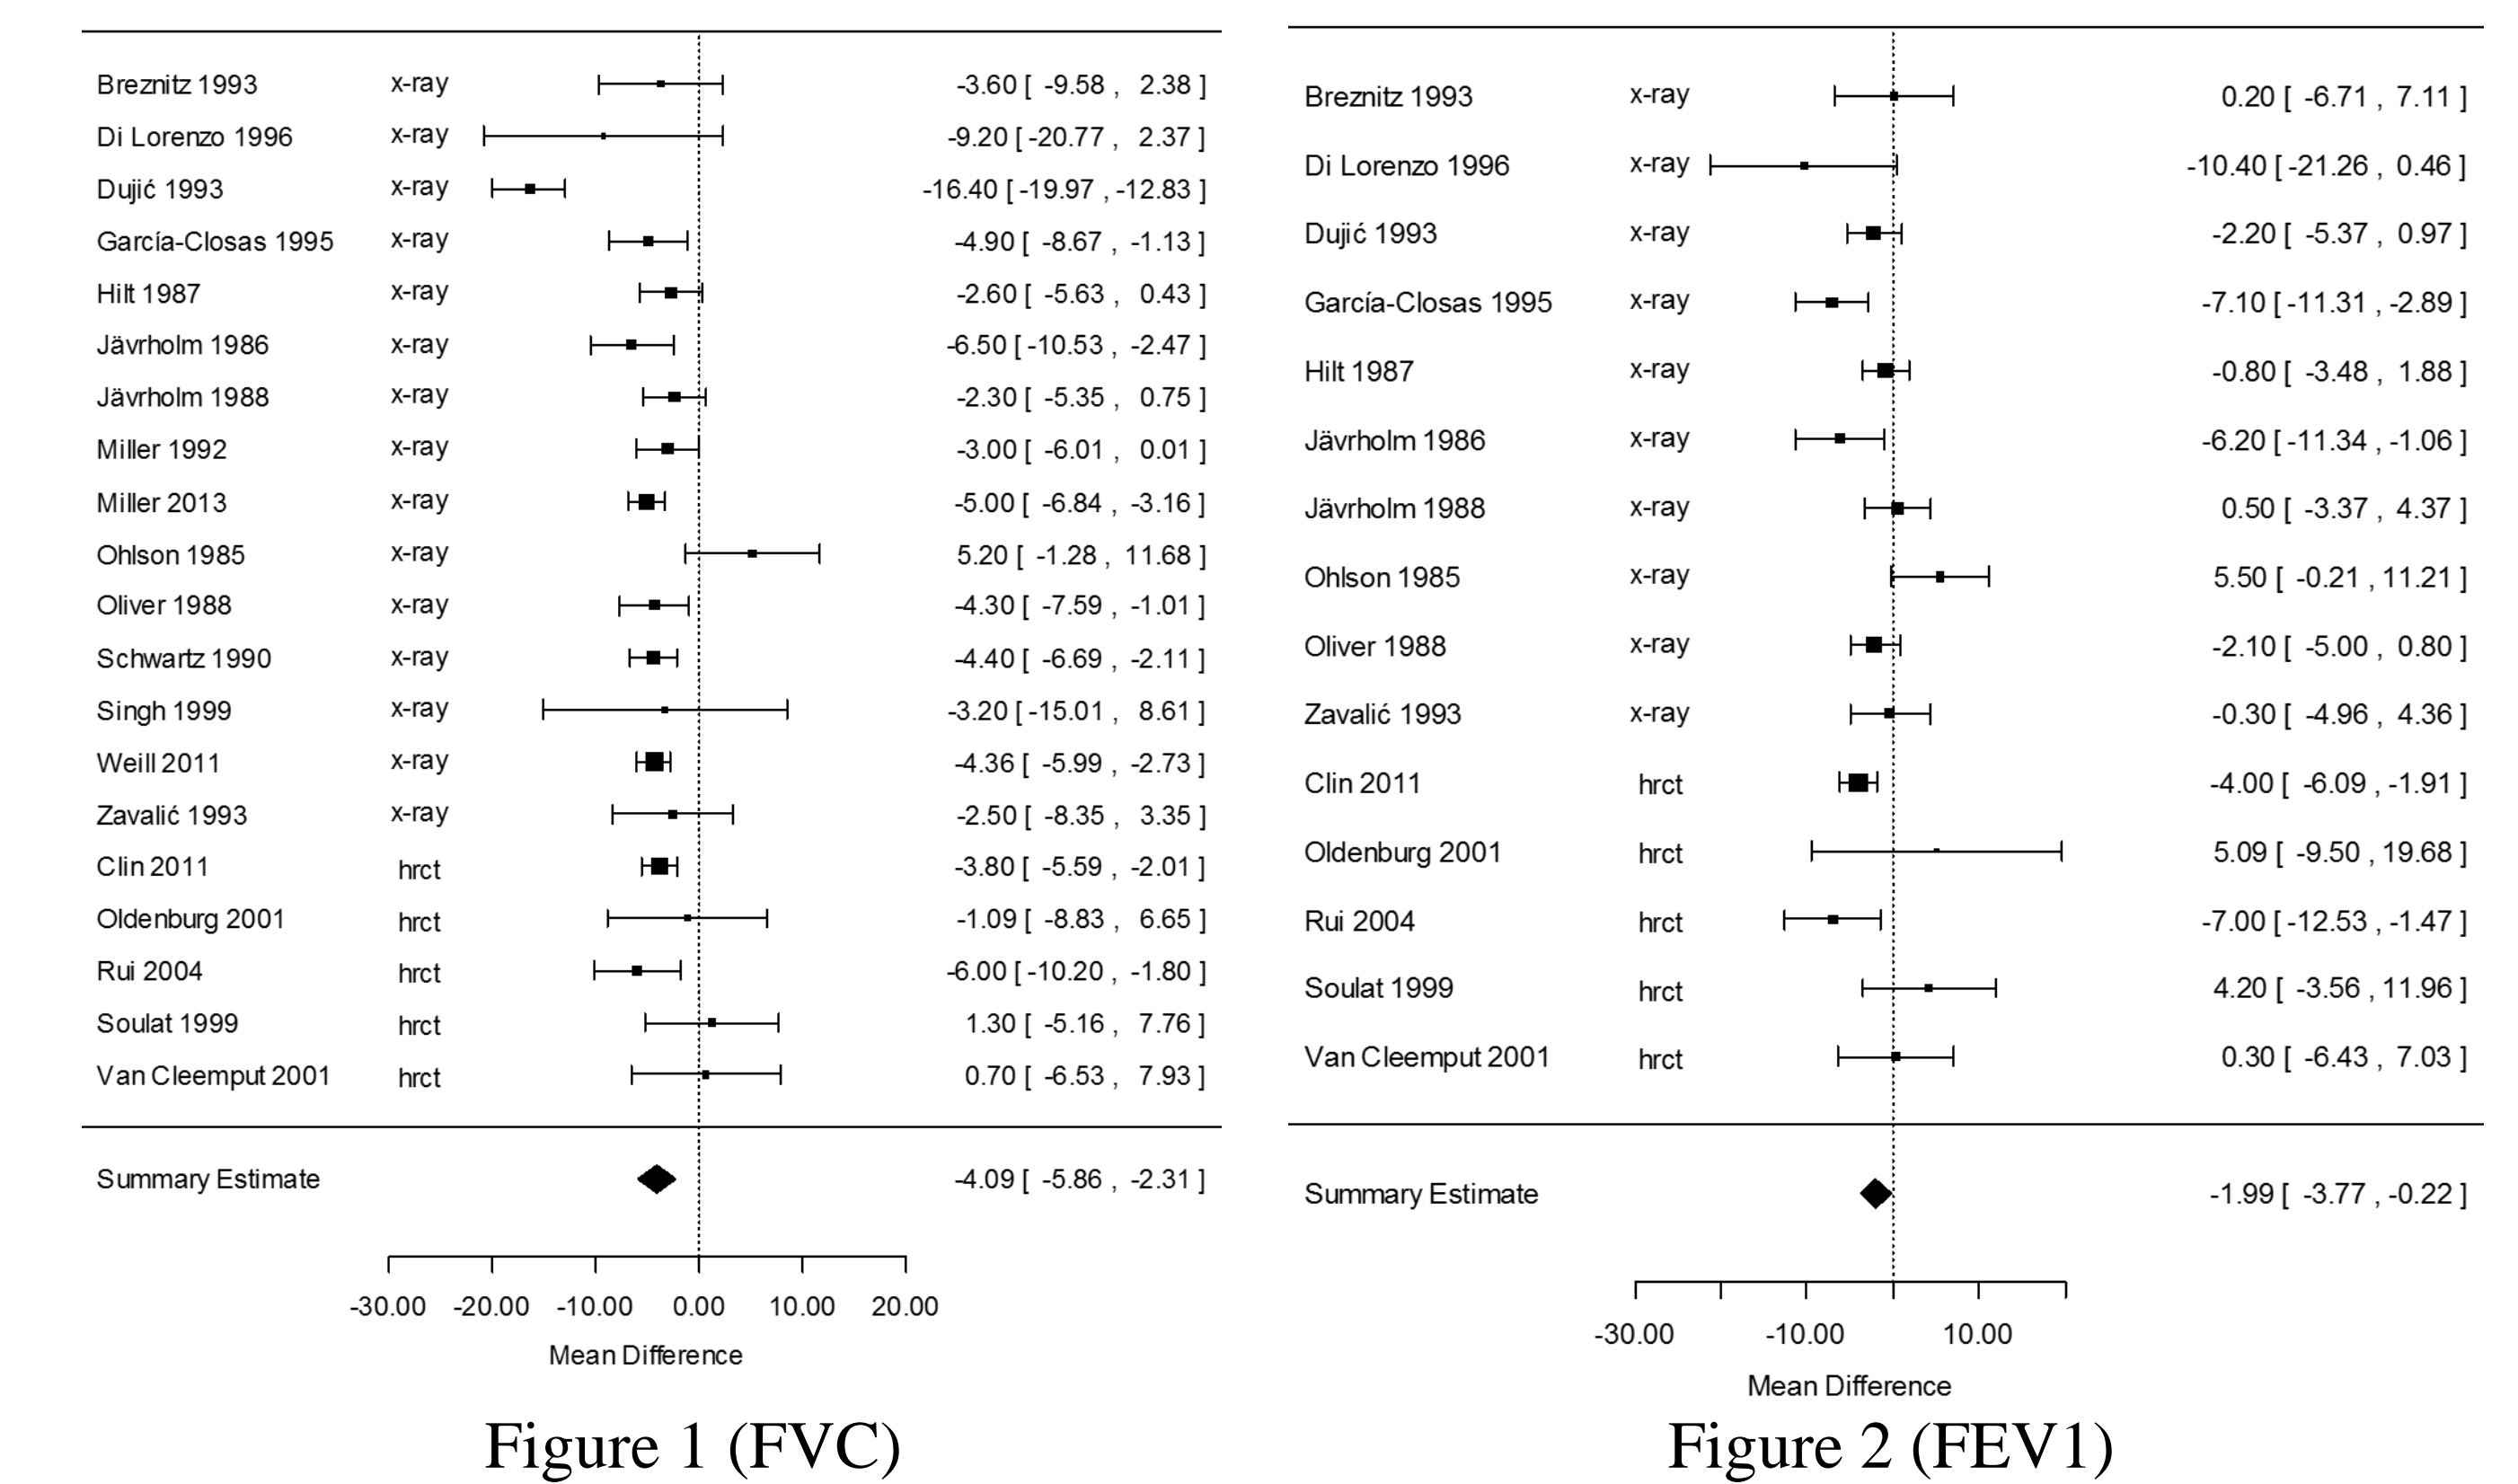 Breznitz 1993 x-ray -3.60 [ -9.58 , 2.38 ]
Di Lorenzo 1996 x-ray -9.20 [ -20.77 , 2.37 ]
Dujić 1993 x-ray -16.40 [ -19.97 , -12.83 ]
García-Closas 1995 x-ray -4.90 [ -8.67 , -1.13 ]
Hilt 1987 x-ray -2.60 [ -5.63 , 0.43 ]
Jävrholm 1986 x-ray -6.50 [ -10.53 , -2.47 ]
Jävrholm 1988 x-ray -2.30 [ -5.35 , 0.75 ]
Miller 1992 x-ray -3.00 [ -6.01 , 0.01 ]
Miller 2013 x-ray -5.00 [ -6.84 , -3.16 ]
Ohlson 1985 x-ray 5.20 [ -1.28 , 11.68 ]
Oliver 1988 x-ray -4.30 [ -7.59 , -1.01 ]
Schwartz 1990 x-ray -4.40 [ -6.69 , -2.11 ]
Singh 1999 x-ray -3.20 [ -15.01 , 8.61 ]
Weill 2011 x-ray -4.36 [ -5.99 , -2.73 ]
Zavalić 1993 x-ray -2.50 [ -8.35 , 3.35 ]
Clin 2011 hrct -3.80 [ -5.59 , -2.01 ]
Oldenburg 2001 hrct -1.09 [ -8.83 , 6.65 ]
Rui 2004 hrct -6.00 [ -10.20 , -1.80 ]
Soulat 1999 hrct 1.30 [ -5.16 , 7.76 ]
Van Cleemput 2001 hrct 0.70 [ -6.53 , 7.93 ]
Summary Estimate -4.09 [ -5.86 , -2.31 ]
-30.00 -20.00 -10.00 0.00 10.00 20.00
Mean Difference
Figure 1 (FVC)
Breznitz 1993 x-ray 0.20 [ -6.71 , 7.11 ]
Di Lorenzo 1996 x-ray -10.40 [ -21.26 , 0.46 ]
Dujić 1993 x-ray -2.20 [ -5.37 , 0.97 ]
García-Closas 1995 x-ray -7.10 [ -11.31 , -2.89 ]
Hilt 1987 x-ray -0.80 [ -3.48 , 1.88 ]
Jävrholm 1986 x-ray -6.20 [ -11.34 , -1.06 ]
Jävrholm 1988 x-ray 0.50 [ -3.37 , 4.37 ]
Ohlson 1985 x-ray 5.50 [ -0.21 , 11.21 ]
Oliver 1988 x-ray -2.10 [ -5.00 , 0.80 ]
Zavalić 1993 x-ray -0.30 [ -4.96 , 4.36 ]
Clin 2011 hrct -4.00 [ -6.09 , -1.91 ]
Oldenburg 2001 hrct 5.09 [ -9.50 , 19.68 ]
Rui 2004 hrct -7.00 [ -12.53 , -1.47 ]
Soulat 1999 hrct 4.20 [ -3.56 , 11.96 ]
Van Cleemput 2001 hrct 0.30 [ -6.43 , 7.03 ]
Summary Estimate -1.99 [ -3.77 , -0.22 ]
-30.00 -10.00 10.00
Mean Difference
Figure 2 (FEV1)